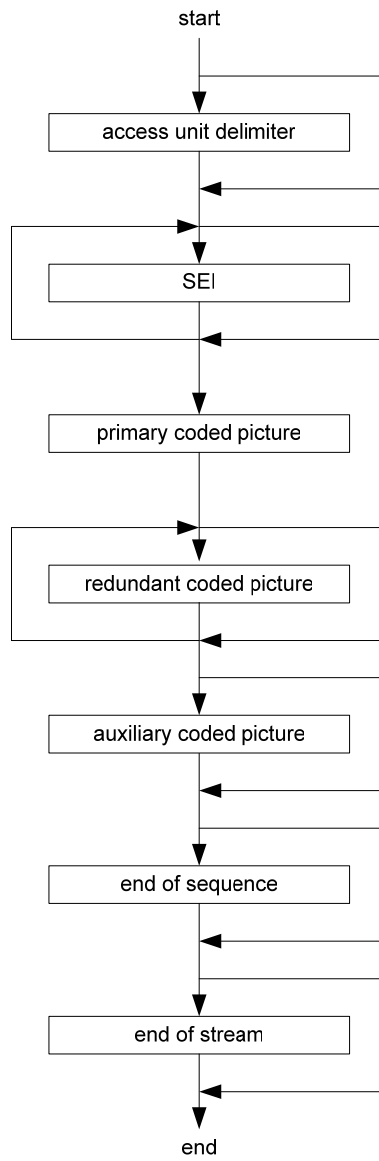 start
access unit delimiter
SEI
primary coded picture
redundant coded picture
auxiliary coded picture
end of sequence
end of stream
end